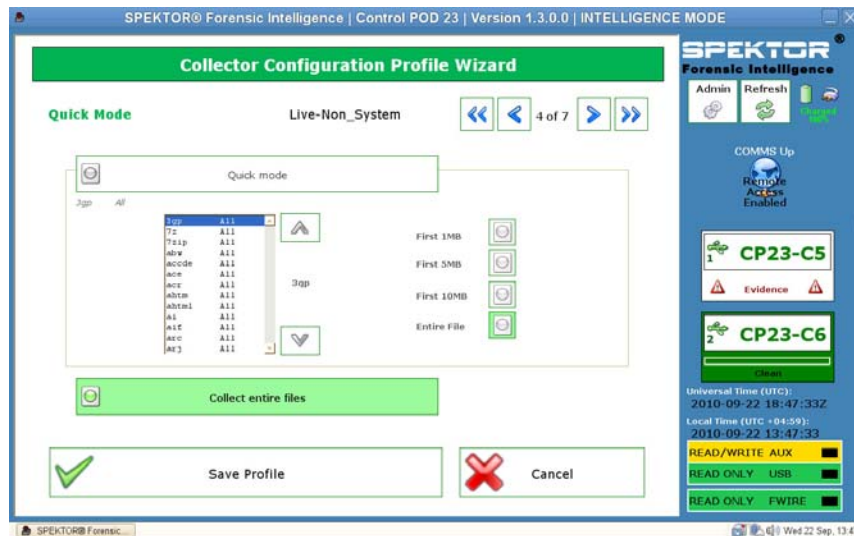 SPEKTOR® Forensic Intelligence | Control POD 23 | Version 1.3.0.0 | INTELLIGENCE MODE
Collector Configuration Profile Wizard
Quick Mode
Live-Non_System
4 of 7
Quick mode
3gp All
3gp All
7z All
7zip All
abw All
accde All
ace All
acr All
ahtm All
ahtml All
ai All
aif All
arc All
arj All
3gp
First 1MB
First 5MB
First 10MB
Entire File
Collect entire files
Save Profile
Cancel
SPEKTOR®
Forensic Intelligence
Admin
Refresh
COMMS Up
Remote
Access
Enabled
1 CP23-C5
Evidence
2 CP23-C6
Clean
Universal Time (UTC):
2010-09-22 18:47:33Z
Local Time (UTC +04:59):
2010-09-22 13:47:33
READ/WRITE AUX
READ ONLY USB
READ ONLY FWIRE
SPEKTOR® Forensic...
Wed 22 Sep, 13:4